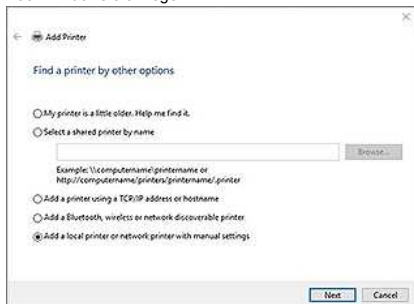 Add Printer
Find a printer by other options
My printer is a little older. Help me find it.
Select a shared printer by name
Browse...
Example: \\computername\printername or
http://computername/printers/printername/.printer
Add a printer using a TCP/IP address or hostname
Add a Bluetooth, wireless or network discoverable printer
Add a local printer or network printer with manual settings
Next Cancel